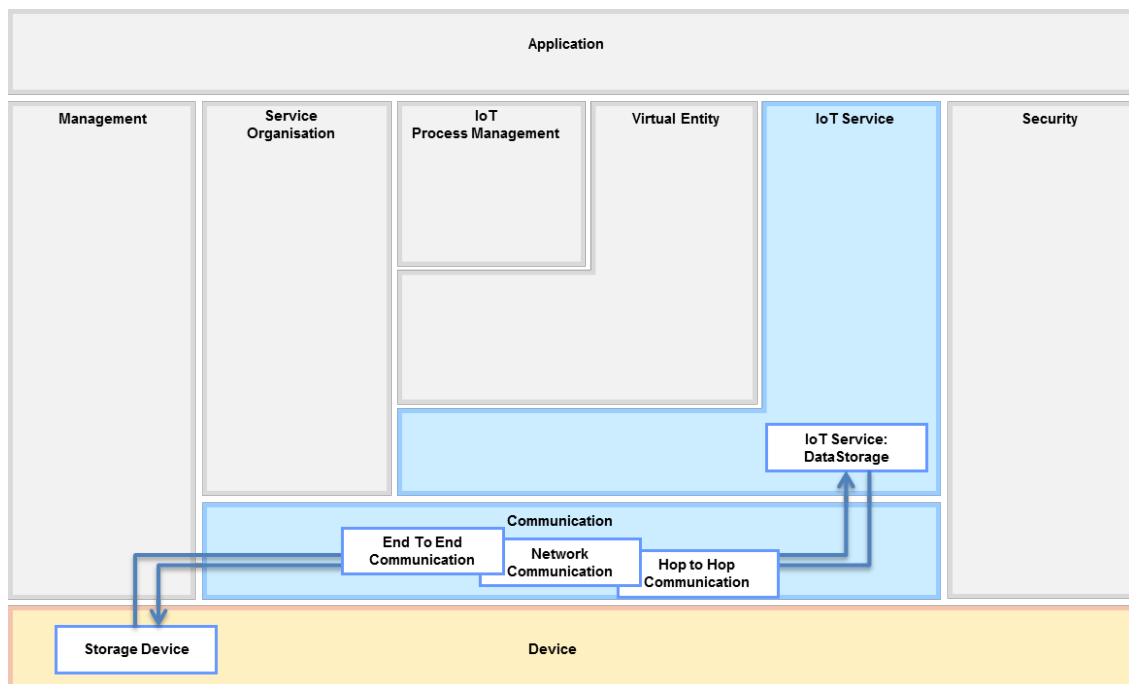 Application
Management
Service
Organisation
IoT
Process Management
Virtual Entity
IoT Service
Security
IoT Service:
DataStorage
Communication
End To End
Communication
Network
Communication
Hop to Hop
Communication
Storage Device
Device